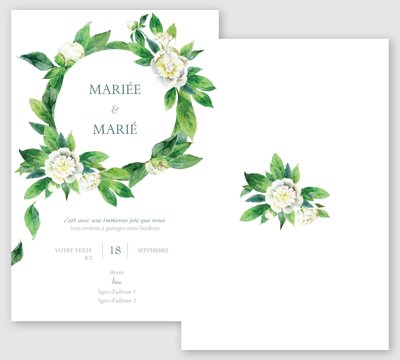 MARIÉE
&
MARIÉ
C'est avec une immense joie que nous
vous invitons à partager notre bonheur
VOTRE TEXTE
ICI
18
SEPTEMBRE
Heure
lieu
ligne d'adresse 1
ligne d'adresse 2